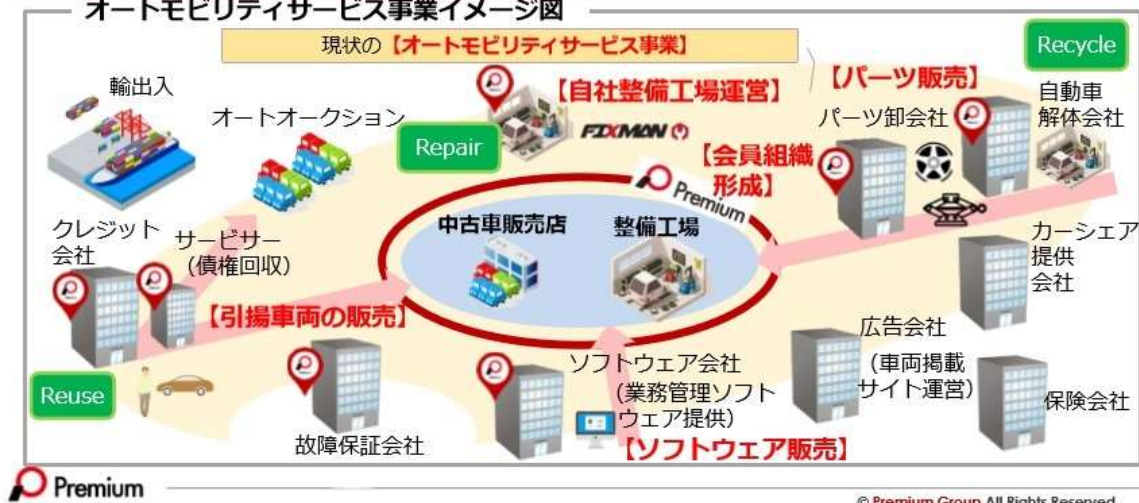 オートモビリティサービス事業イメージ図
現状の【オートモビリティサービス事業】
Recycle
輸出入
オートオークション
Repair
【自社整備工場運営】
FIXMAN
【パーツ販売】
パーツ卸会社
自動車
解体会社
【会員組織
形成】
Premium
中古車販売店
整備工場
クレジット
会社
サービサー
（債権回収）
【引揚車両の販売】
カーシェア
提供
会社
Reuse
故障保証会社
ソフトウェア会社
（業務管理ソフト
ウェア提供）
【ソフトウェア販売】
広告会社
（車両掲載
サイト運営）
保険会社
Premium
© Premium Group All Rights Reserved